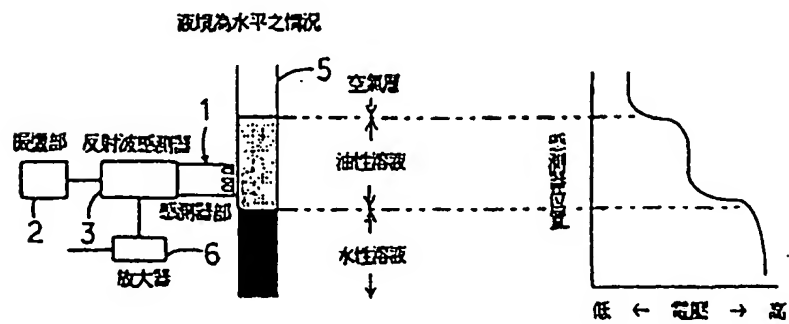 液境為水平之情況
5
空氣層
1
振盪部
反射波感測器
油性溶液
2
3
感測器部
6
水性溶液
放大器
低 ← 電壓 → 高